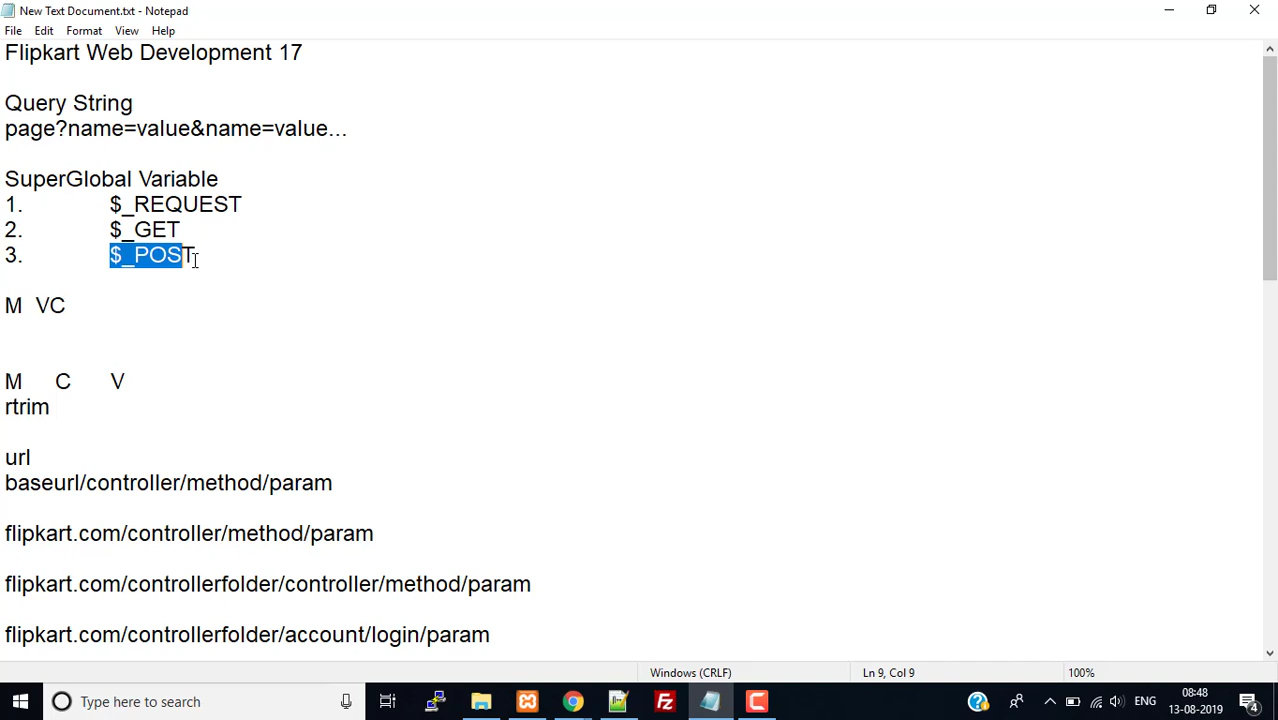 New Text Document.txt - Notepad
File Edit Format View Help
Flipkart Web Development 17
Query String
page?name=value&name=value...
SuperGlobal Variable
1. $_REQUEST
2. $_GET
3. $_POST
M VC
M C V
rtrim
url
baseurl/controller/method/param
flipkart.com/controller/method/param
flipkart.com/controllerfolder/controller/method/param
flipkart.com/controllerfolder/account/login/param
Windows (CRLF) Ln 9, Col 9 100%
Type here to search
ENG
08:48
13-08-2019
4